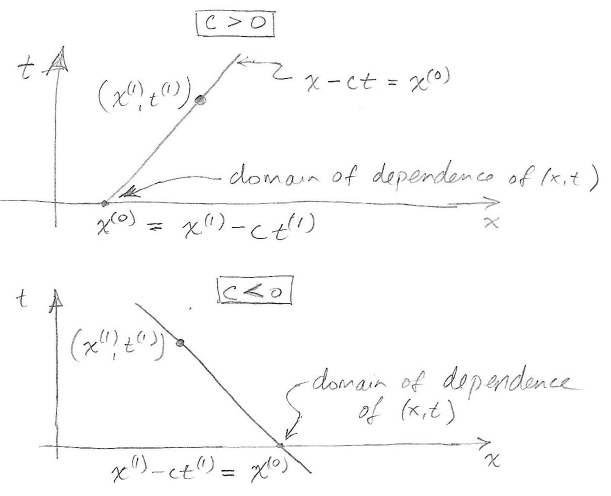 c > 0
t
(x⁽¹⁾, t⁽¹⁾)
x - ct = x⁽⁰⁾
domain of dependence of (x, t)
x⁽⁰⁾ = x⁽¹⁾ - ct⁽¹⁾
x
c < 0
t
(x⁽¹⁾, t⁽¹⁾)
domain of dependence
of (x, t)
x⁽¹⁾ - ct⁽¹⁾ = x⁽⁰⁾
x